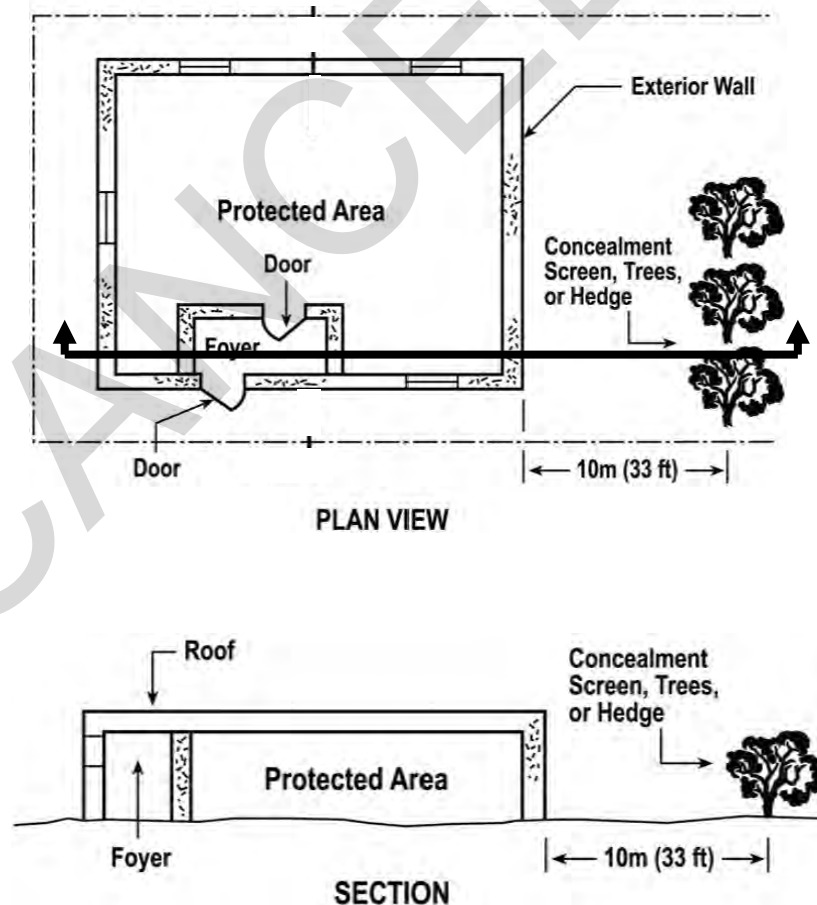 Exterior Wall
Protected Area
Door
Concealment
Screen, Trees,
or Hedge
Foyer
Door
10m (33 ft)
PLAN VIEW
Roof
Concealment
Screen, Trees,
or Hedge
Protected Area
Foyer
10m (33 ft)
SECTION
CANCEL